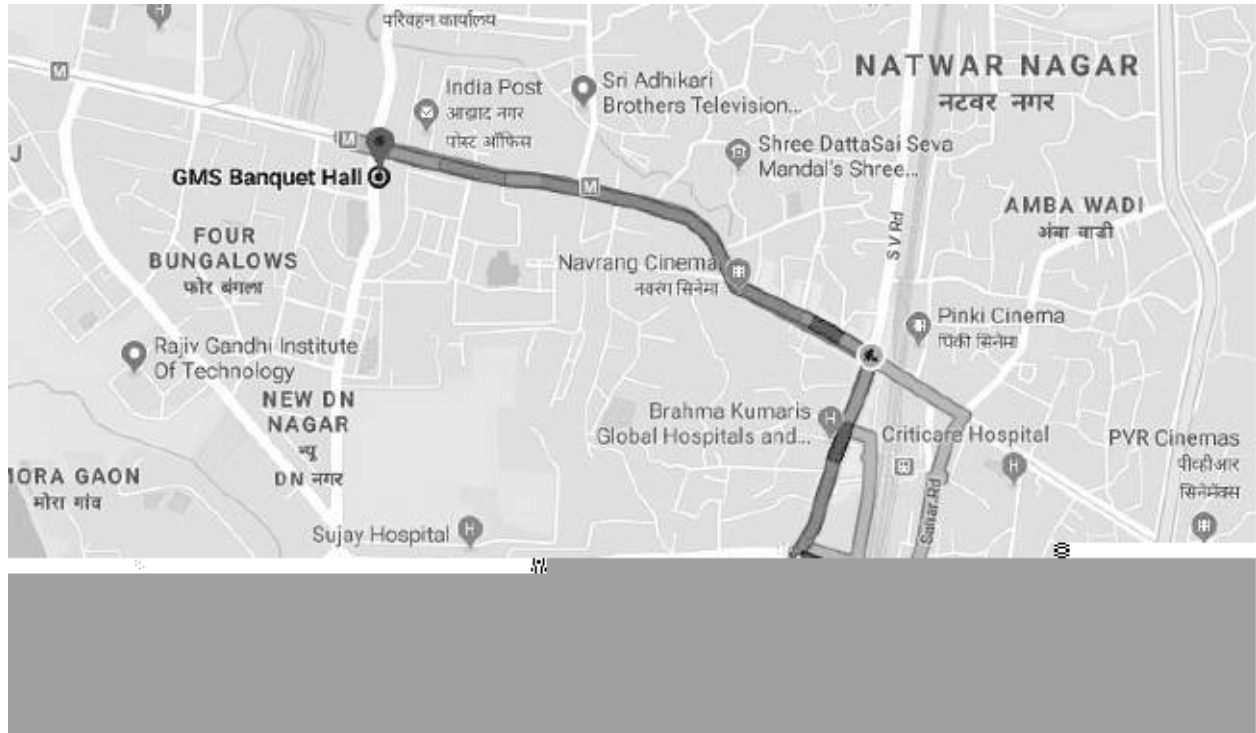 परिवहन कार्यालय
M
NATWAR NAGAR
नटवर नगर
India Post
आझाद नगर
पोस्ट ऑफिस
Sri Adhikari
Brothers Television...
M
Shree DattaSai Seva
Mandal's Shree...
GMS Banquet Hall
M
J
AMBA WADI
अंबा वाडी
S V Rd
FOUR
BUNGALOWS
फोर बंगला
Navrang Cinema
नवरंग सिनेमा
Pinki Cinema
पिंकी सिनेमा
Rajiv Gandhi Institute
Of Technology
NEW DN
NAGAR
न्यू
DN नगर
Brahma Kumaris
Global Hospitals and...
H
Criticare Hospital
H
PVR Cinemas
पीव्हीआर
सिनेमॅक्स
MORA GAON
मोरा गांव
Sahar Rd
Sujay Hospital
H